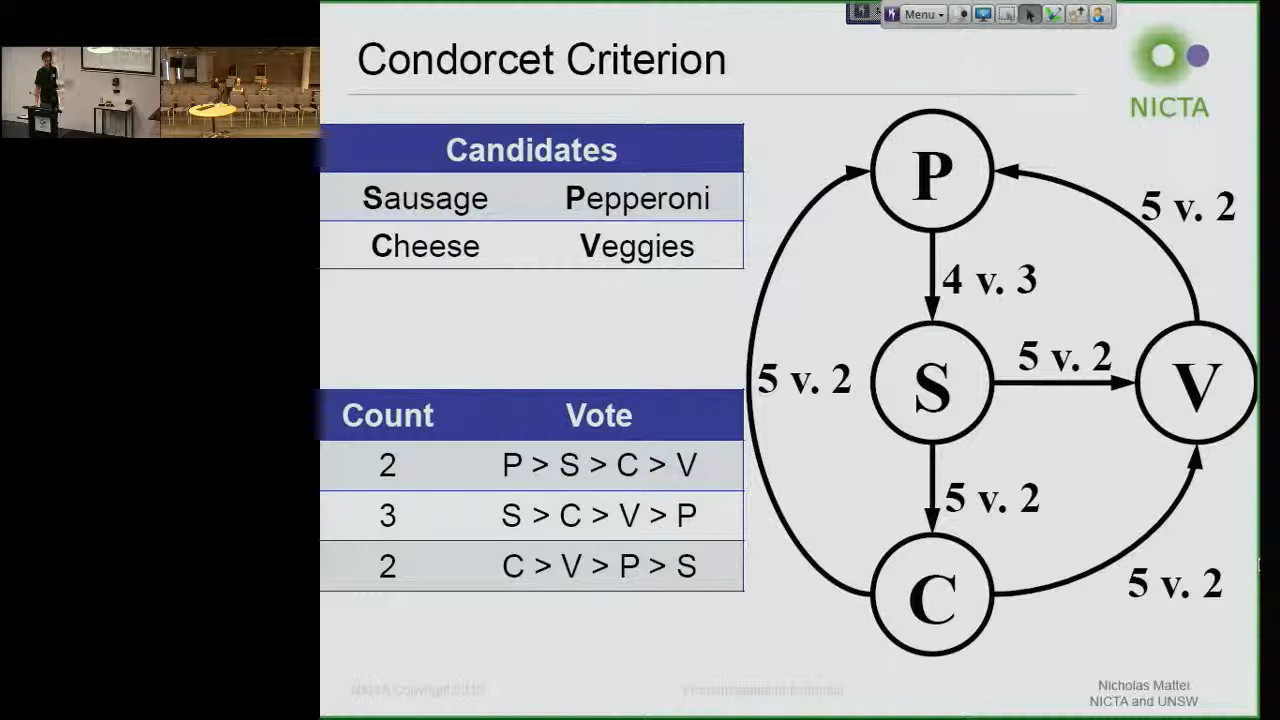 Menu
Condorcet Criterion
NICTA
Candidates
Sausage Pepperoni
Cheese Veggies
Count Vote
2 P > S > C > V
3 S > C > V > P
2 C > V > P > S
P
5 v. 2
4 v. 3
5 v. 2
S
5 v. 2
V
5 v. 2
C
5 v. 2
Nicholas Mattei
NICTA and UNSW